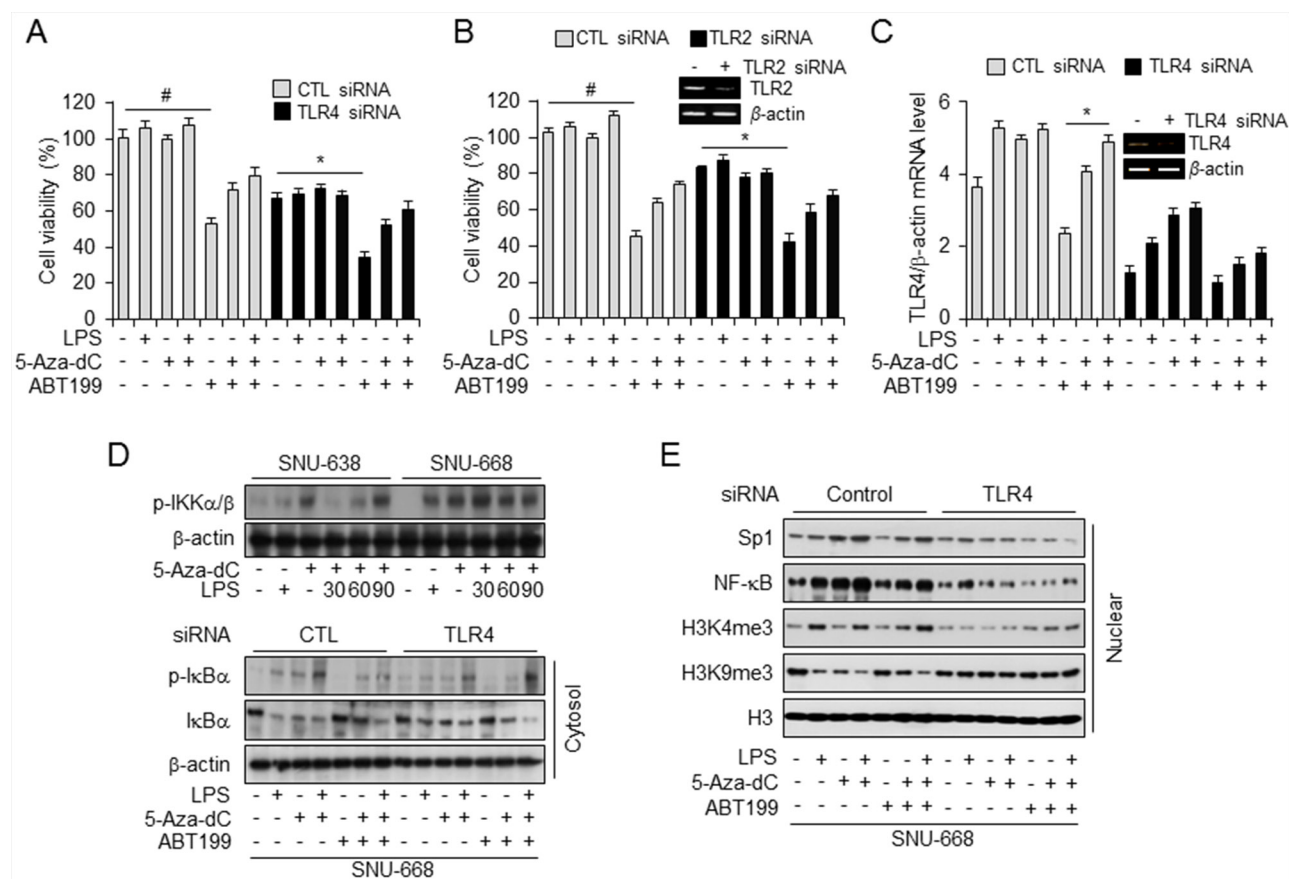 A
CTL siRNA
TLR4 siRNA
#
*
120
100
80
60
40
20
0
Cell viability (%)
LPS - + - + - - + - + - + - - +
5-Aza-dC - - + + - + + - - + + - + +
ABT199 - - - - + + + - - - - + + +
B
CTL siRNA TLR2 siRNA
- + TLR2 siRNA
TLR2
β-actin
#
*
120
100
80
60
40
20
0
Cell viability (%)
LPS - + - + - - + - + - + - - +
5-Aza-dC - - + + - + + - - + + - + +
ABT199 - - - - + + + - - - - + + +
C
CTL siRNA TLR4 siRNA
- + TLR4 siRNA
TLR4
β-actin
*
6
4
2
0
TLR4/β-actin mRNA level
LPS - + - + - - + - + - + - - +
5-Aza-dC - - + + - + + - - + + - + +
ABT199 - - - - + + + - - - - + + +
D
SNU-638 SNU-668
p-IKKα/β
β-actin
5-Aza-dC - - + + + + - - + + + +
LPS - + - 30 60 90 - + - 30 60 90
siRNA CTL TLR4
p-IκBα
IκBα
β-actin
Cytosol
LPS - + - + - - + - + - + - - +
5-Aza-dC - - + + - + + - - + + - + +
ABT199 - - - - + + + - - - - + + +
SNU-668
E
siRNA Control TLR4
Sp1
NF-κB
H3K4me3
H3K9me3
H3
Nuclear
LPS - + - + - - + - + - + - - +
5-Aza-dC - - + + - + + - - + + - + +
ABT199 - - - - + + + - - - - + + +
SNU-668